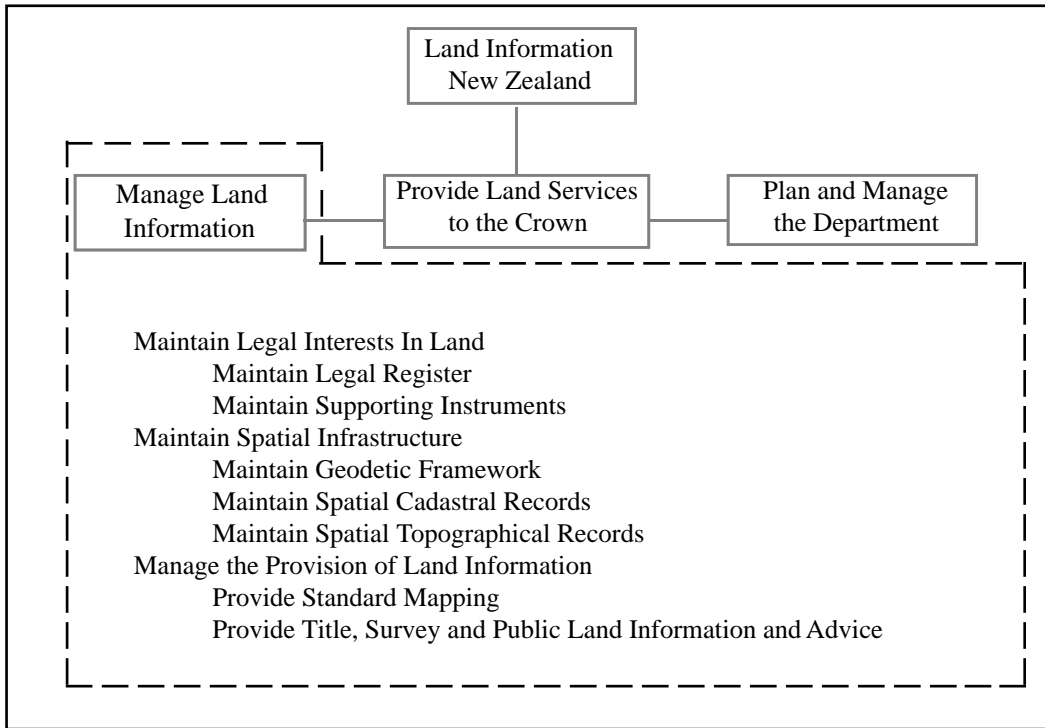 Land Information
New Zealand
Manage Land
Information
Provide Land Services
to the Crown
Plan and Manage
the Department
Maintain Legal Interests In Land
Maintain Legal Register
Maintain Supporting Instruments
Maintain Spatial Infrastructure
Maintain Geodetic Framework
Maintain Spatial Cadastral Records
Maintain Spatial Topographical Records
Manage the Provision of Land Information
Provide Standard Mapping
Provide Title, Survey and Public Land Information and Advice